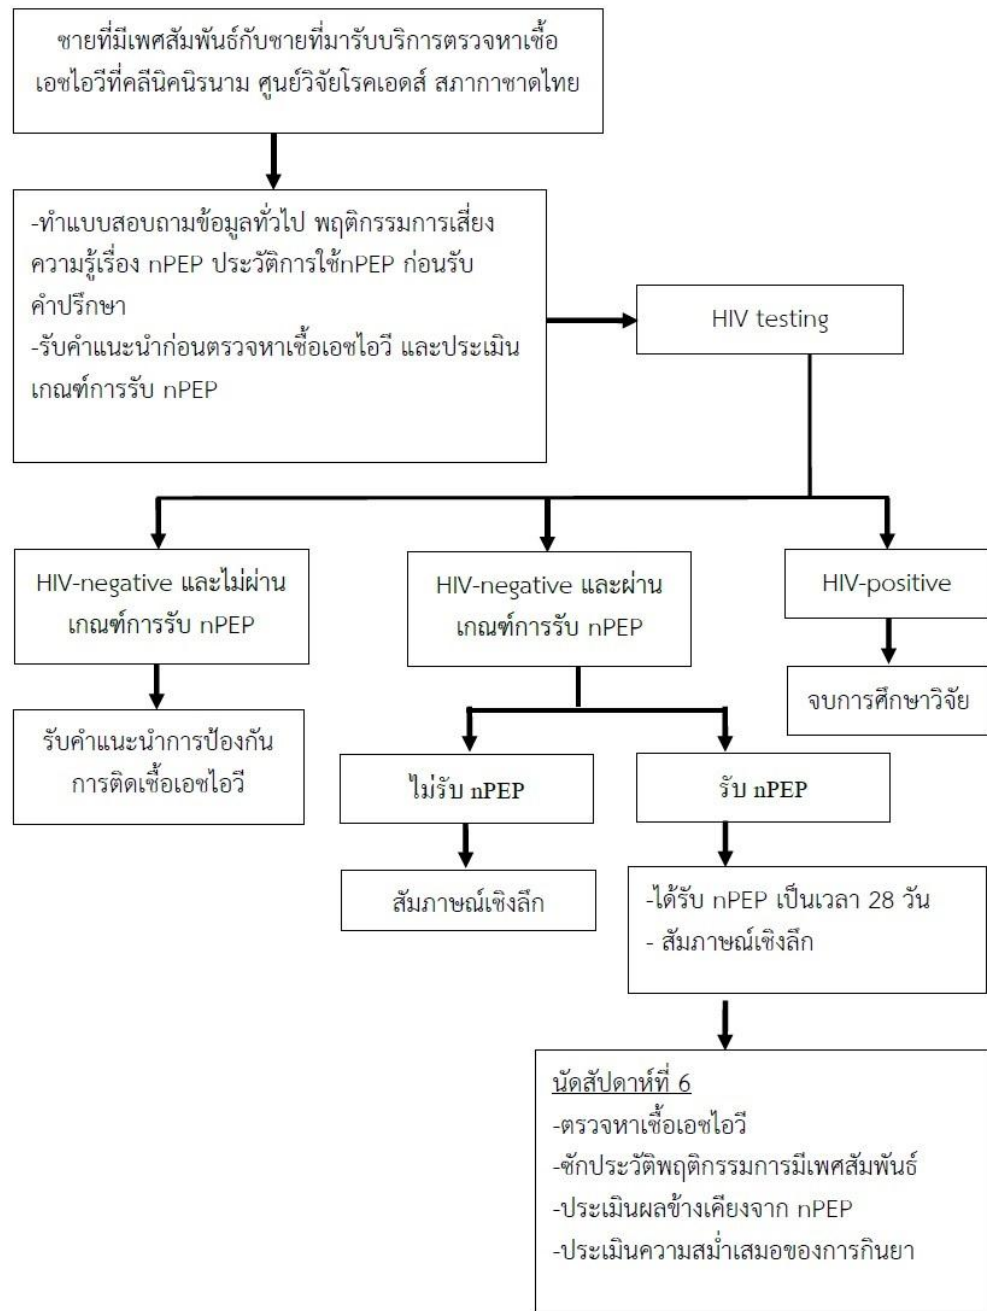 ชายที่มีเพศสัมพันธ์กับชายที่มารับบริการตรวจหาเชื้อ
เอชไอวีที่คลีนิคนิรนาม ศูนย์วิจัยโรคเอดส์ สภากาชาดไทย
-ทำแบบสอบถามข้อมูลทั่วไป พฤติกรรมการเสี่ยง
ความรู้เรื่อง nPEP ประวัติการใช้nPEP ก่อนรับ
คำปรึกษา
-รับคำแนะนำก่อนตรวจหาเชื้อเอชไอวี และประเมิน
เกณฑ์การรับ nPEP
HIV testing
HIV-negative และไม่ผ่าน
เกณฑ์การรับ nPEP
HIV-negative และผ่าน
เกณฑ์การรับ nPEP
HIV-positive
รับคำแนะนำการป้องกัน
การติดเชื้อเอชไอวี
จบการศึกษาวิจัย
ไม่รับ nPEP
รับ nPEP
สัมภาษณ์เชิงลึก
-ได้รับ nPEP เป็นเวลา 28 วัน
- สัมภาษณ์เชิงลึก
นัดสัปดาห์ที่ 6
-ตรวจหาเชื้อเอชไอวี
-ซักประวัติพฤติกรรมการมีเพศสัมพันธ์
-ประเมินผลข้างเคียงจาก nPEP
-ประเมินความสม่ำเสมอของการกินยา